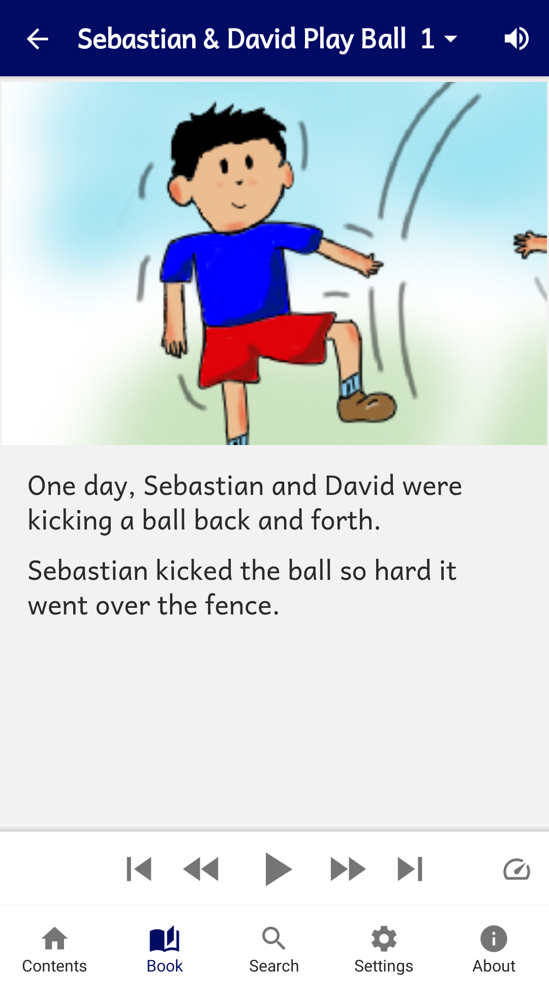 Sebastian & David Play Ball 1
One day, Sebastian and David were
kicking a ball back and forth.
Sebastian kicked the ball so hard it
went over the fence.
Contents Book Search Settings About